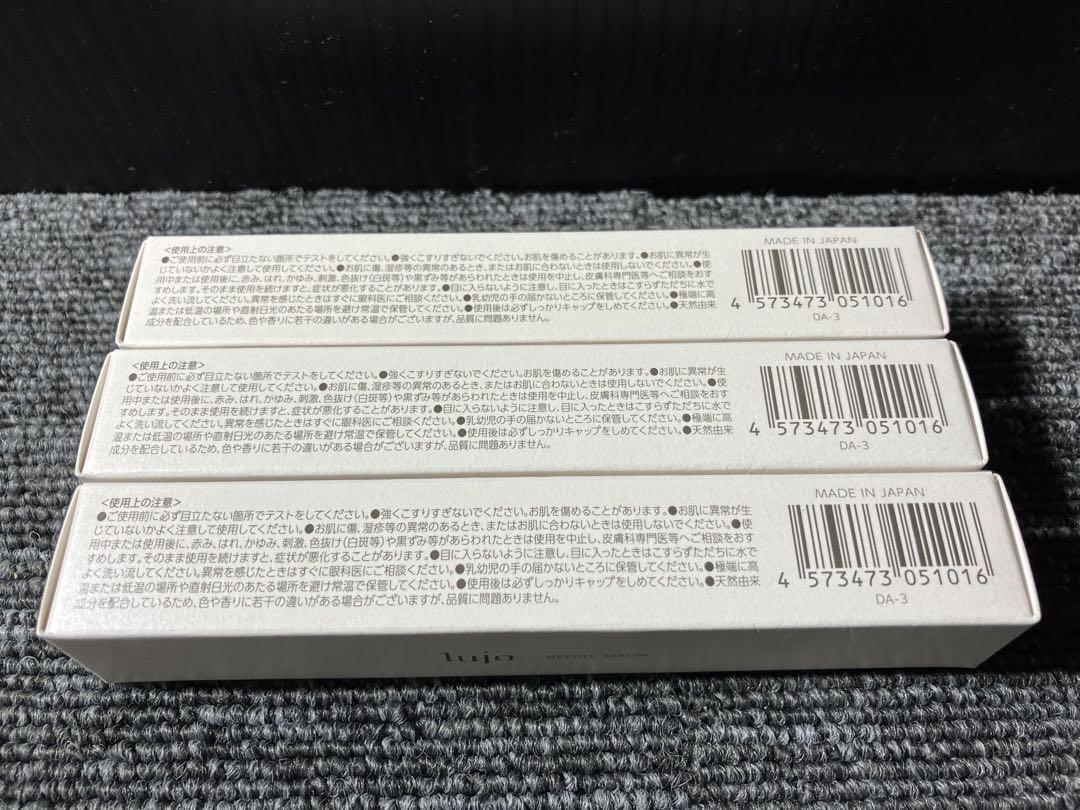 <使用上の注意>
●ご使用前に必ず目立たない箇所でテストをしてください。●強くこすりすぎないでください。お肌を傷めることがあります。●お肌に異常が生
じていないかよく注意して使用してください。●お肌に傷、湿疹等の異常のあるとき、またはお肌に合わないときは使用しないでください。●使
用中または使用後に、赤み、はれ、かゆみ、刺激、色抜け(白斑等)や黒ずみ等があらわれたときは使用を中止し、皮膚科専門医等へご相談をおす
すめします。そのまま使用を続けますと、症状が悪化することがあります。●目に入らないように注意し、目に入ったときはこすらずただちに水で
よく洗い流してください。異常を感じたときはすぐに眼科医にご相談ください。●乳幼児の手の届かないところに保管してください。●極端に高
温または低温の場所や直射日光のあたる場所を避け常温で保管してください。●使用後は必ずしっかりキャップをしめてください。●天然由来
成分を配合しているため、色や香りに若干の違いがある場合がございますが、品質に問題ありません。
MADE IN JAPAN
4 573473 051016
DA-3
<使用上の注意>
●ご使用前に必ず目立たない箇所でテストをしてください。●強くこすりすぎないでください。お肌を傷めることがあります。●お肌に異常が生
じていないかよく注意して使用してください。●お肌に傷、湿疹等の異常のあるとき、またはお肌に合わないときは使用しないでください。●使
用中または使用後に、赤み、はれ、かゆみ、刺激、色抜け(白斑等)や黒ずみ等があらわれたときは使用を中止し、皮膚科専門医等へご相談をおす
すめします。そのまま使用を続けますと、症状が悪化することがあります。●目に入らないように注意し、目に入ったときはこすらずただちに水で
よく洗い流してください。異常を感じたときはすぐに眼科医にご相談ください。●乳幼児の手の届かないところに保管してください。●極端に高
温または低温の場所や直射日光のあたる場所を避け常温で保管してください。●使用後は必ずしっかりキャップをしめてください。●天然由来
成分を配合しているため、色や香りに若干の違いがある場合がございますが、品質に問題ありません。
MADE IN JAPAN
4 573473 051016
DA-3
<使用上の注意>
●ご使用前に必ず目立たない箇所でテストをしてください。●強くこすりすぎないでください。お肌を傷めることがあります。●お肌に異常が生
じていないかよく注意して使用してください。●お肌に傷、湿疹等の異常のあるとき、またはお肌に合わないときは使用しないでください。●使
用中または使用後に、赤み、はれ、かゆみ、刺激、色抜け(白斑等)や黒ずみ等があらわれたときは使用を中止し、皮膚科専門医等へご相談をおす
すめします。そのまま使用を続けますと、症状が悪化することがあります。●目に入らないように注意し、目に入ったときはこすらずただちに水で
よく洗い流してください。異常を感じたときはすぐに眼科医にご相談ください。●乳幼児の手の届かないところに保管してください。●極端に高
温または低温の場所や直射日光のあたる場所を避け常温で保管してください。●使用後は必ずしっかりキャップをしめてください。●天然由来
成分を配合しているため、色や香りに若干の違いがある場合がございますが、品質に問題ありません。
MADE IN JAPAN
4 573473 051016
DA-3
lujo NEEDLE SERUM